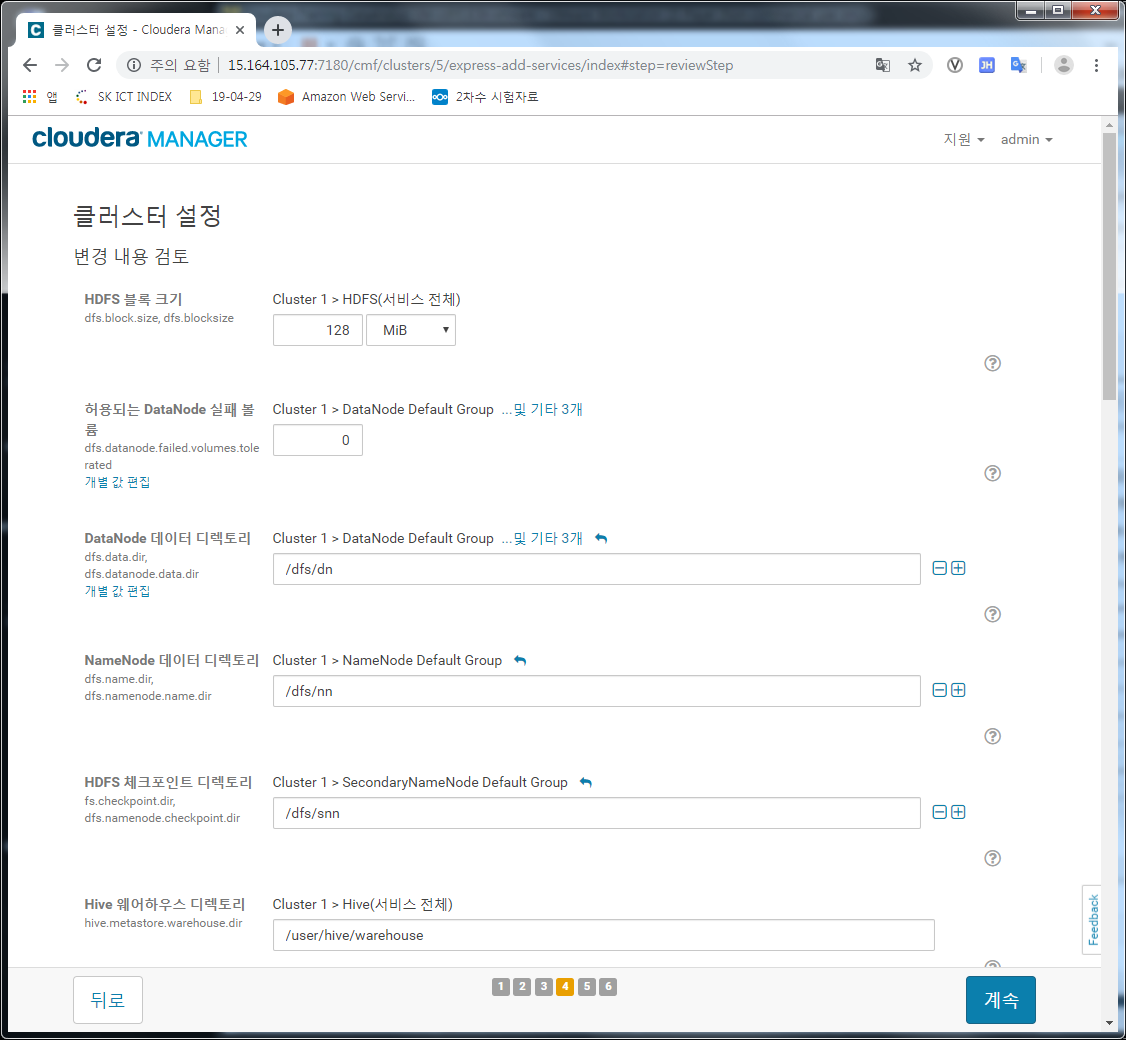 클러스터 설정 - Cloudera Mana
주의 요함 | 15.164.105.77:7180/cmf/clusters/5/express-add-services/index#step=reviewStep
앱 SK ICT INDEX 19-04-29 Amazon Web Servi... 2차수 시험자료
cloudera MANAGER 지원 admin
클러스터 설정
변경 내용 검토
HDFS 블록 크기
dfs.block.size, dfs.blocksize
Cluster 1 > HDFS(서비스 전체)
128 MiB
허용되는 DataNode 실패 볼
륨
dfs.datanode.failed.volumes.tole
rated
개별 값 편집
Cluster 1 > DataNode Default Group ...및 기타 3개
0
DataNode 데이터 디렉토리
dfs.data.dir,
dfs.datanode.data.dir
개별 값 편집
Cluster 1 > DataNode Default Group ...및 기타 3개
/dfs/dn
NameNode 데이터 디렉토리
dfs.name.dir,
dfs.namenode.name.dir
Cluster 1 > NameNode Default Group
/dfs/nn
HDFS 체크포인트 디렉토리
fs.checkpoint.dir,
dfs.namenode.checkpoint.dir
Cluster 1 > SecondaryNameNode Default Group
/dfs/snn
Hive 웨어하우스 디렉토리
hive.metastore.warehouse.dir
Cluster 1 > Hive(서비스 전체)
/user/hive/warehouse
Feedback
뒤로 1 2 3 4 5 6 계속